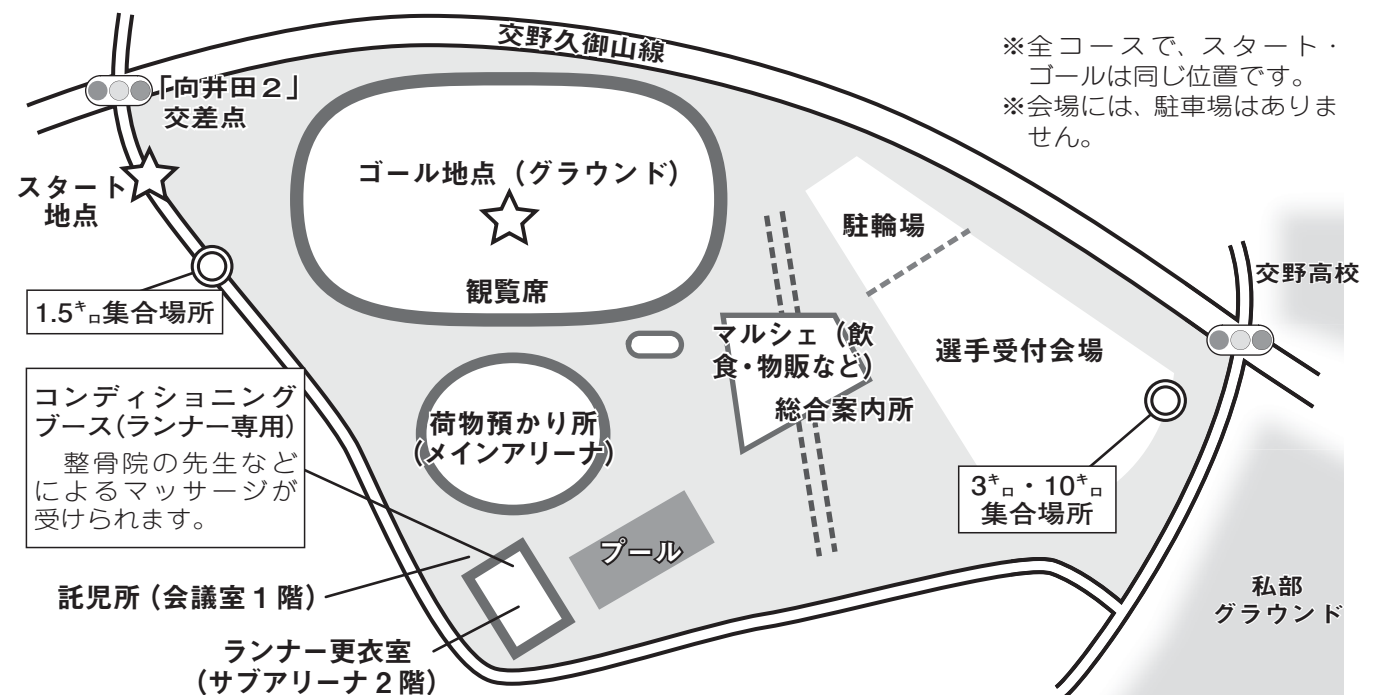 交野久御山線
※全コースで、スタート・
ゴールは同じ位置です。
※会場には、駐車場はありま
せん。
「向井田2」
交差点
スタート
地点
ゴール地点(グラウンド)
観覧席
駐輪場
交野高校
1.5㌔集合場所
マルシェ(飲
食・物販など)
選手受付会場
総合案内所
コンディショニング
ブース(ランナー専用)
整骨院の先生など
によるマッサージが
受けられます。
荷物預かり所
(メインアリーナ)
3㌔・10㌔
集合場所
プール
託児所(会議室1階)
私部
グラウンド
ランナー更衣室
(サブアリーナ2階)